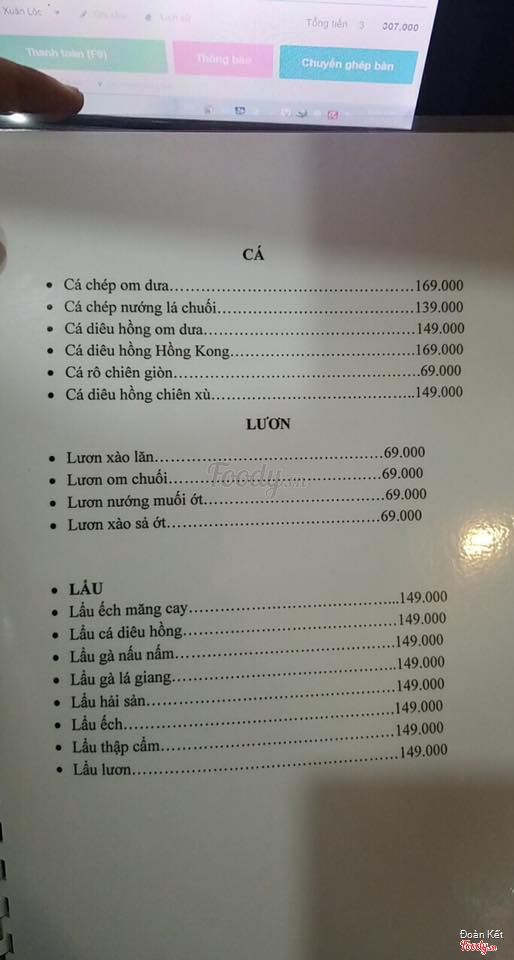 Xuân Lốc
Lịch sử
Tổng tiền 3 307,000
Thanh toán (F9)
Thông báo
Chuyển ghép bàn
CÁ
• Cá chép om dưa..........169.000
• Cá chép nướng lá chuối..........139.000
• Cá diêu hồng om dưa..........149.000
• Cá diêu hồng Hồng Kong..........169.000
• Cá rô chiên giòn..........69.000
• Cá diêu hồng chiên xù..........149.000
LƯƠN
• Lươn xào lăn..........69.000
• Lươn om chuối..........69.000
• Lươn nướng muối ớt..........69.000
• Lươn xào sả ớt..........69.000
Foody.vn
• LẨU
• Lẩu ếch măng cay..........149.000
• Lẩu cá diêu hồng..........149.000
• Lẩu gà nấu nấm..........149.000
• Lẩu gà lá giang..........149.000
• Lẩu hải sản..........149.000
• Lẩu ếch..........149.000
• Lẩu thập cẩm..........149.000
• Lẩu lươn..........149.000
Đoàn Kết
Foody.vn